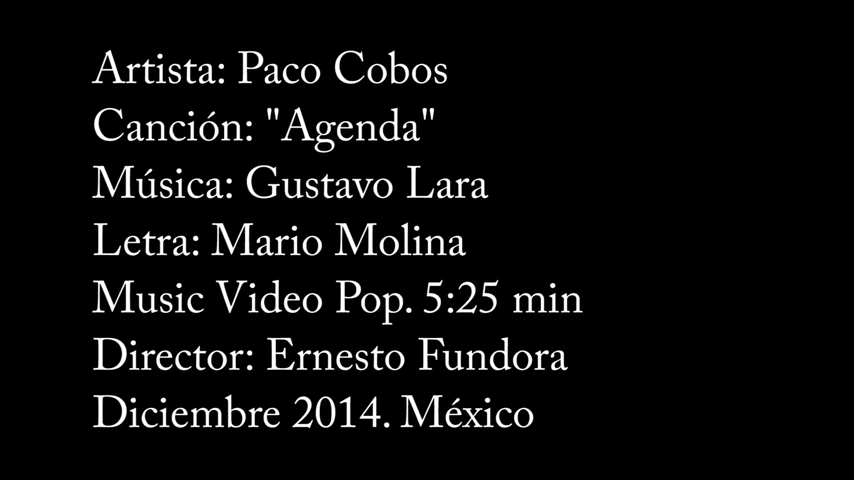 Artista: Paco Cobos
Canción: "Agenda"
Música: Gustavo Lara
Letra: Mario Molina
Music Video Pop. 5:25 min
Director: Ernesto Fundora
Diciembre 2014. México